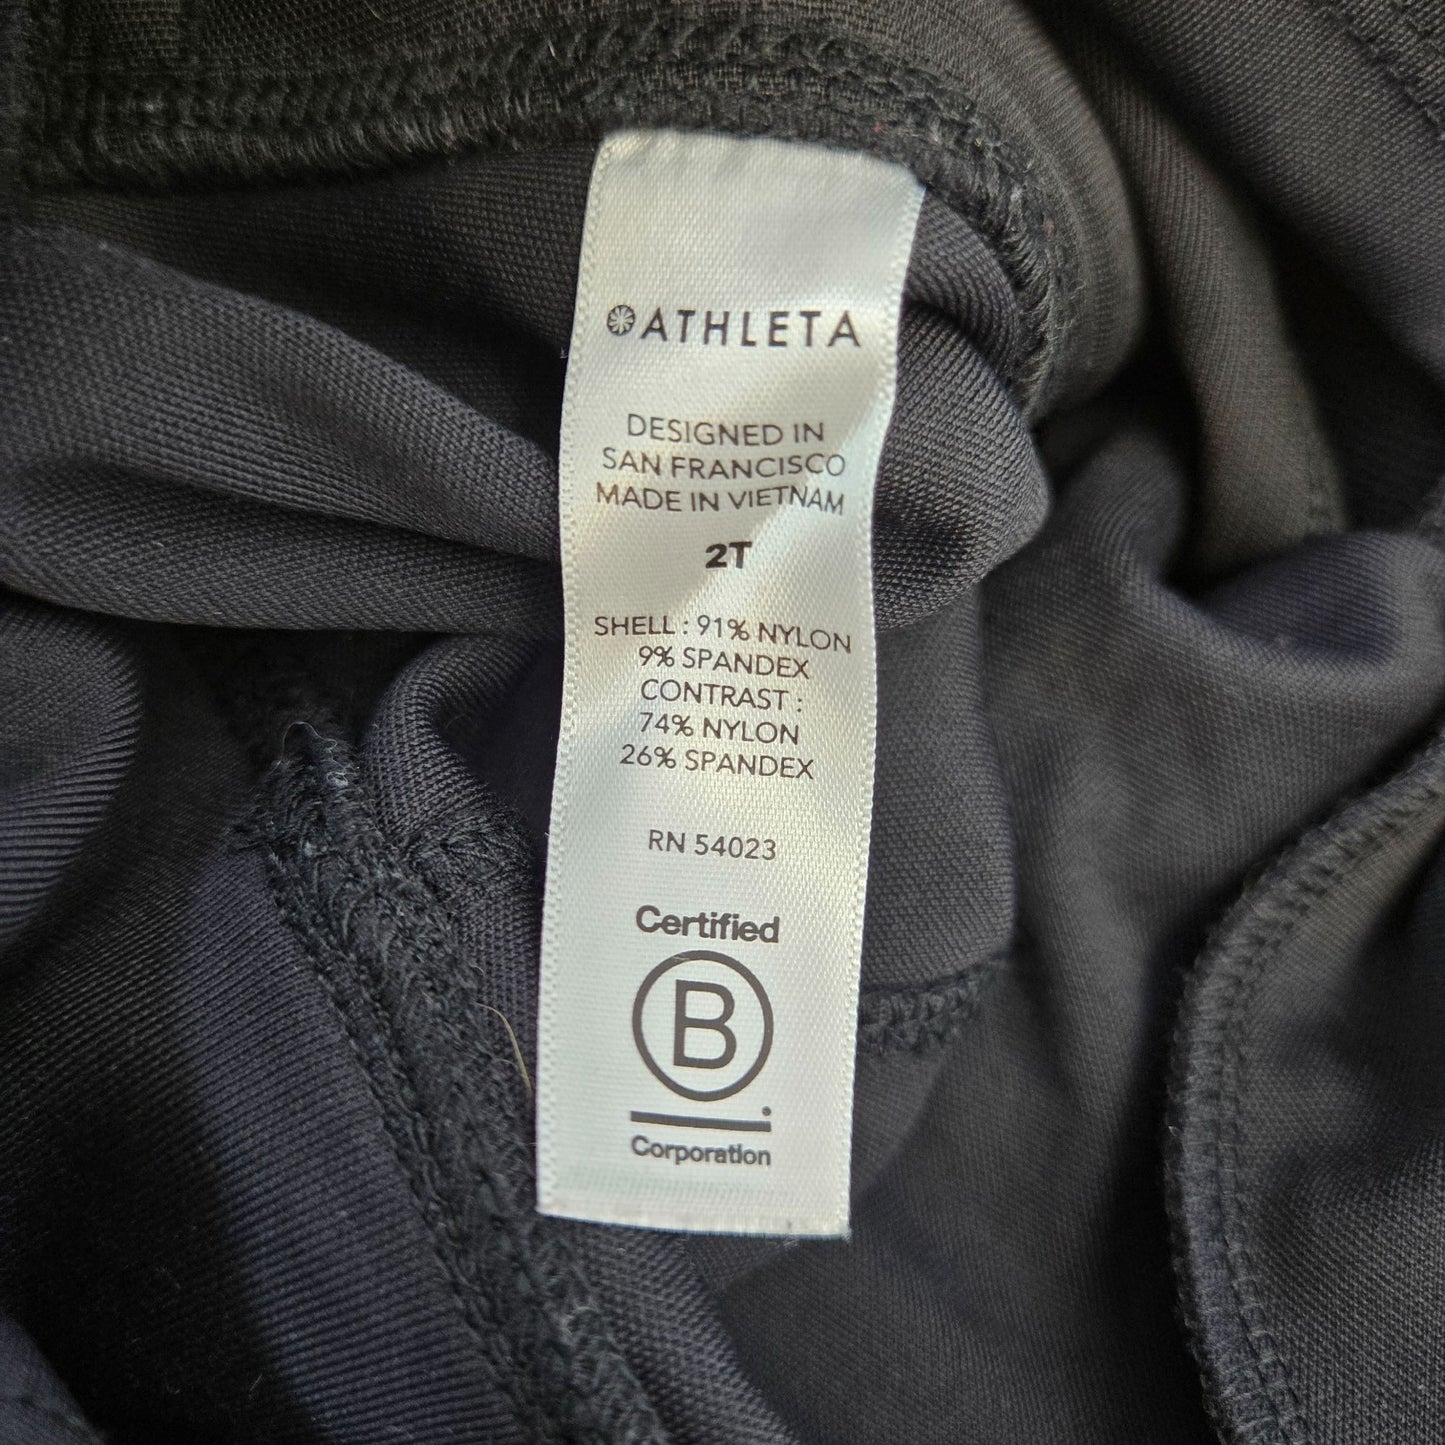 ATHLETA
DESIGNED IN
SAN FRANCISCO
MADE IN VIETNAM
2T
SHELL : 91% NYLON
9% SPANDEX
CONTRAST :
74% NYLON
26% SPANDEX
RN 54023
Certified
B
Corporation